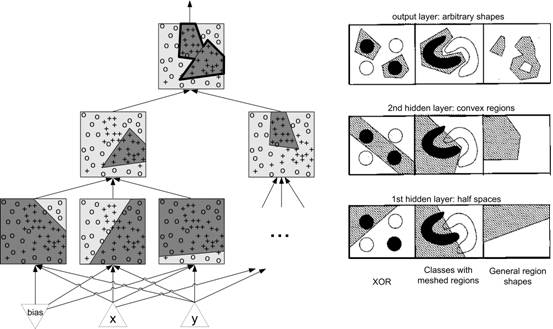 output layer: arbitrary shapes
2nd hidden layer: convex regions
1st hidden layer: half spaces
...
bias
x
y
XOR
Classes with
meshed regions
General region
shapes